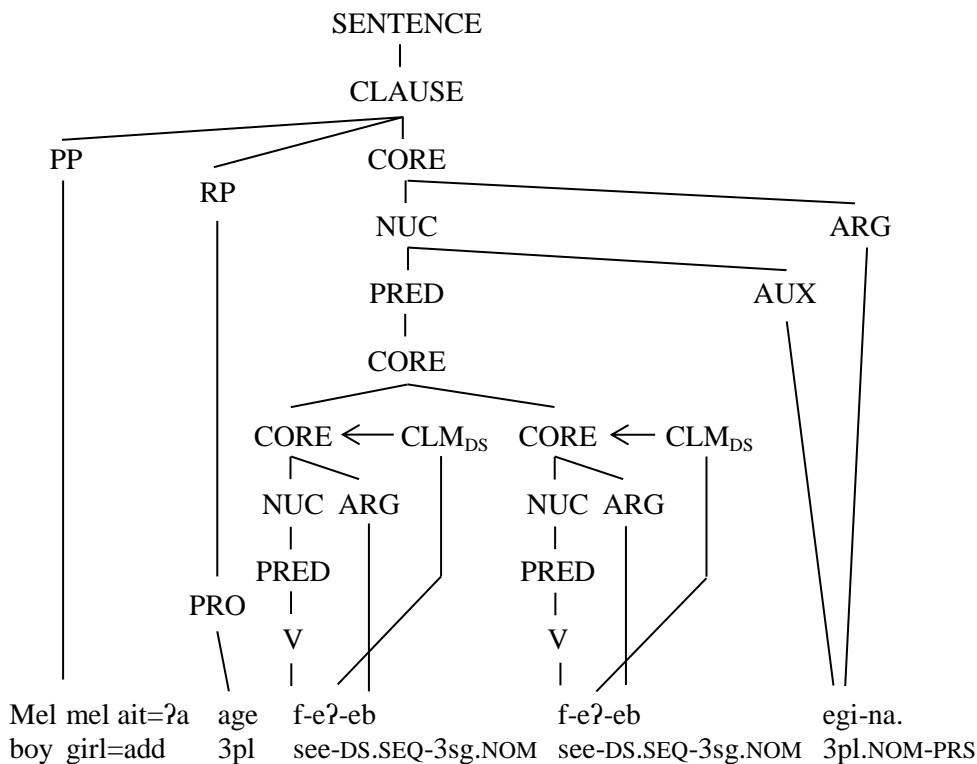 SENTENCE
CLAUSE
PP CORE
RP
NUC ARG
PRED AUX
CORE
CORE CLM_DS CORE CLM_DS
NUC ARG NUC ARG
PRED PRED
PRO
V V
Mel mel ait=ʔa age f-eʔ-eb f-eʔ-eb egi-na.
boy girl=add 3pl see-DS.SEQ-3sg.NOM see-DS.SEQ-3sg.NOM 3pl.NOM-PRS